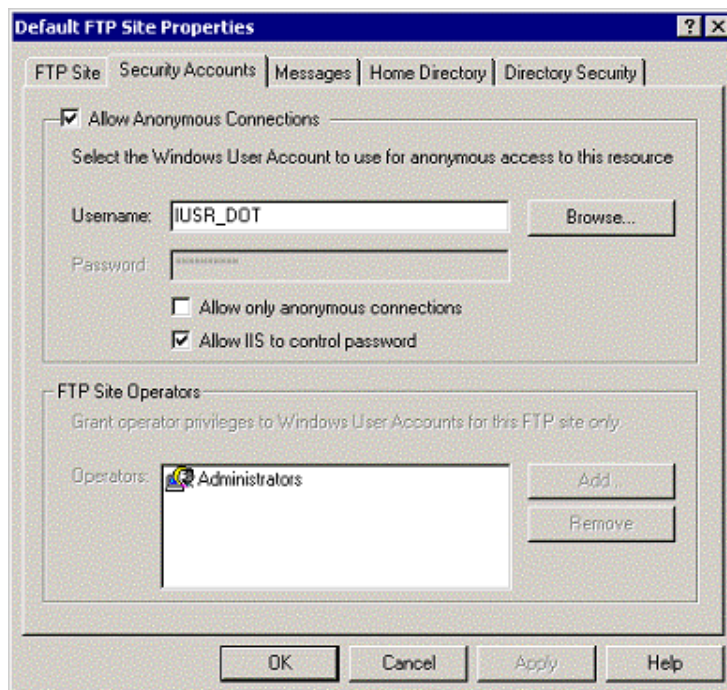 Default FTP Site Properties
FTP Site Security Accounts Messages Home Directory Directory Security
Allow Anonymous Connections
Select the Windows User Account to use for anonymous access to this resource
Username: IUSR_DOT Browse...
Password: **********
Allow only anonymous connections
Allow IIS to control password
FTP Site Operators
Grant operator privileges to Windows User Accounts for this FTP site only.
Operators: Administrators Add...
Remove
OK Cancel Apply Help